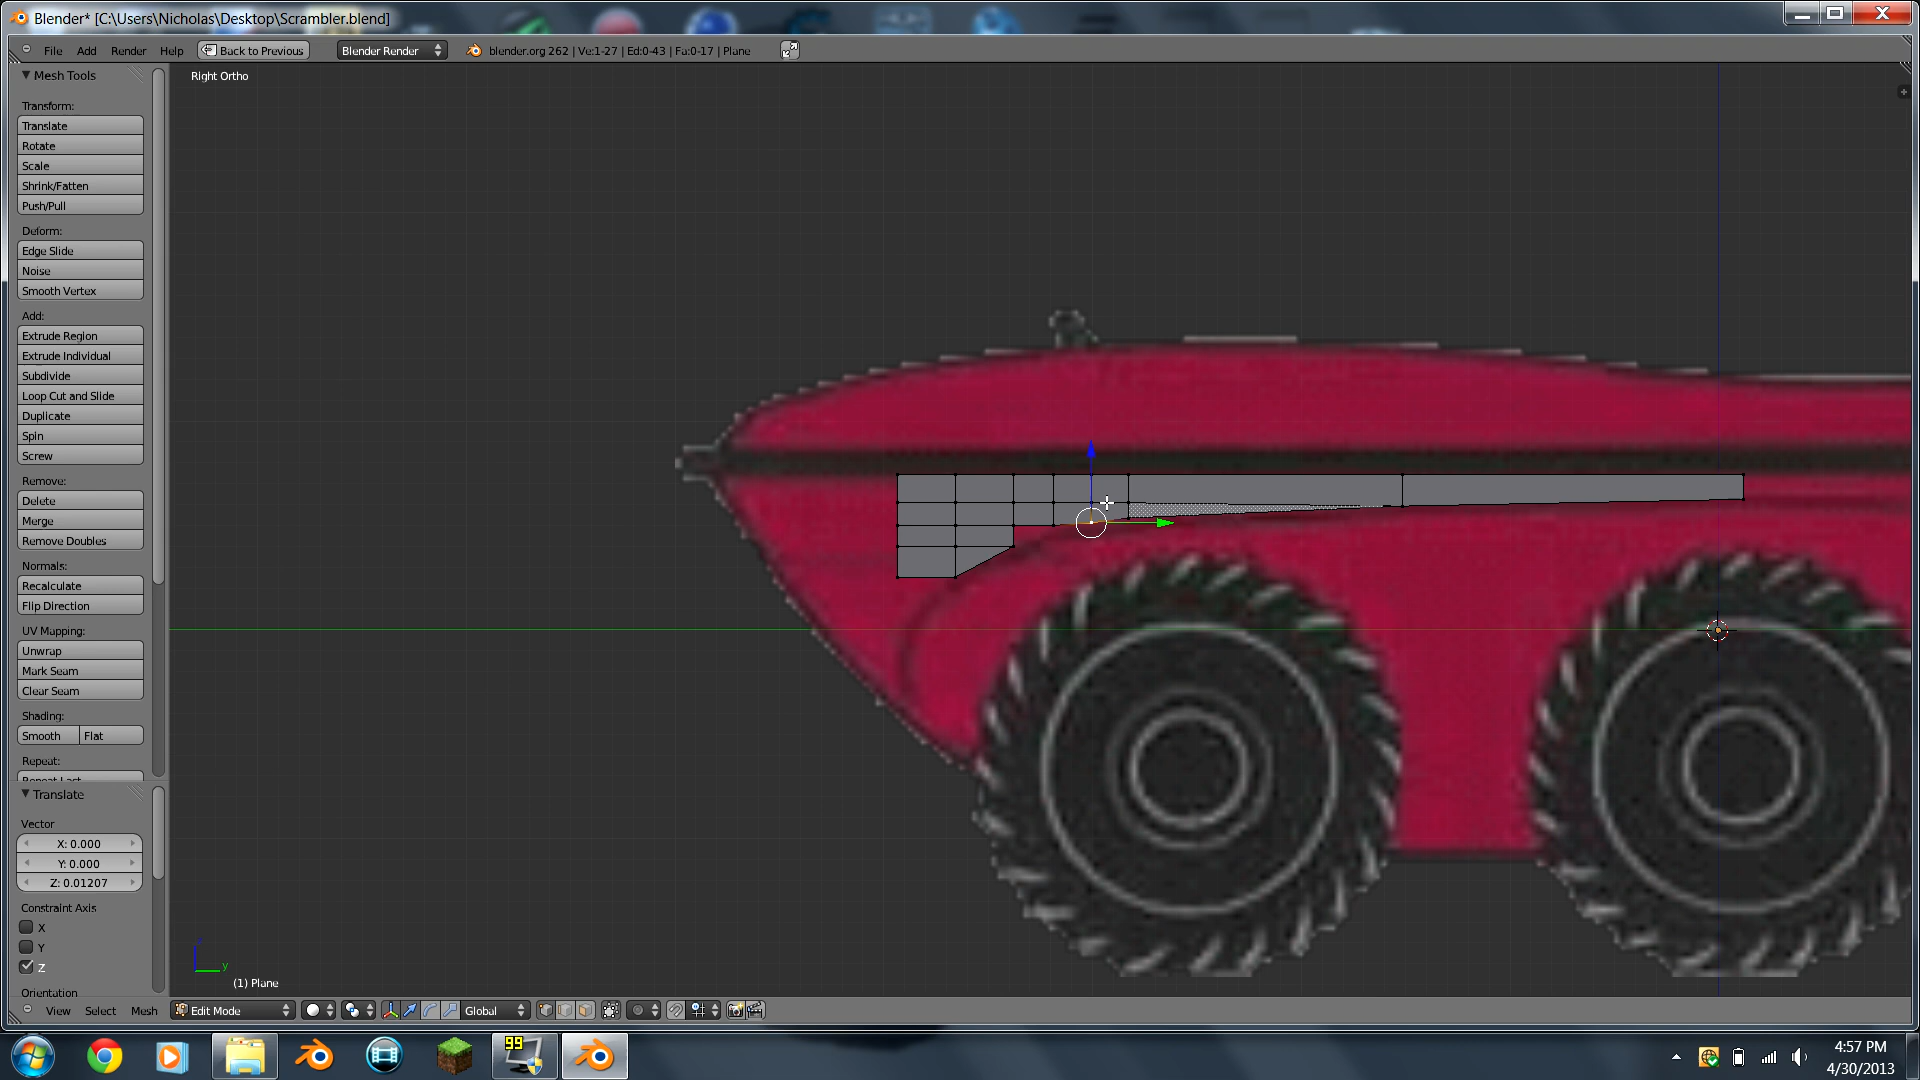 Blender* [C:\Users\Nicholas\Desktop\Scrambler.blend]
File Add Render Help Back to Previous Blender Render blender.org 262 | Ve:1-27 | Ed:0-43 | Fa:0-17 | Plane
Mesh Tools
Right Ortho
Transform:
Translate
Rotate
Scale
Shrink/Fatten
Push/Pull
Deform:
Edge Slide
Noise
Smooth Vertex
Add:
Extrude Region
Extrude Individual
Subdivide
Loop Cut and Slide
Duplicate
Spin
Screw
Remove:
Delete
Merge
Remove Doubles
Normals:
Recalculate
Flip Direction
UV Mapping:
Unwrap
Mark Seam
Clear Seam
Shading:
Smooth Flat
Repeat:
Repeat Last
Translate
Vector
X: 0.000
Y: 0.000
Z: 0.01207
Constraint Axis
X
Y
Z
Orientation
z
y
(1) Plane
View Select Mesh Edit Mode Global
99
4:57 PM
4/30/2013